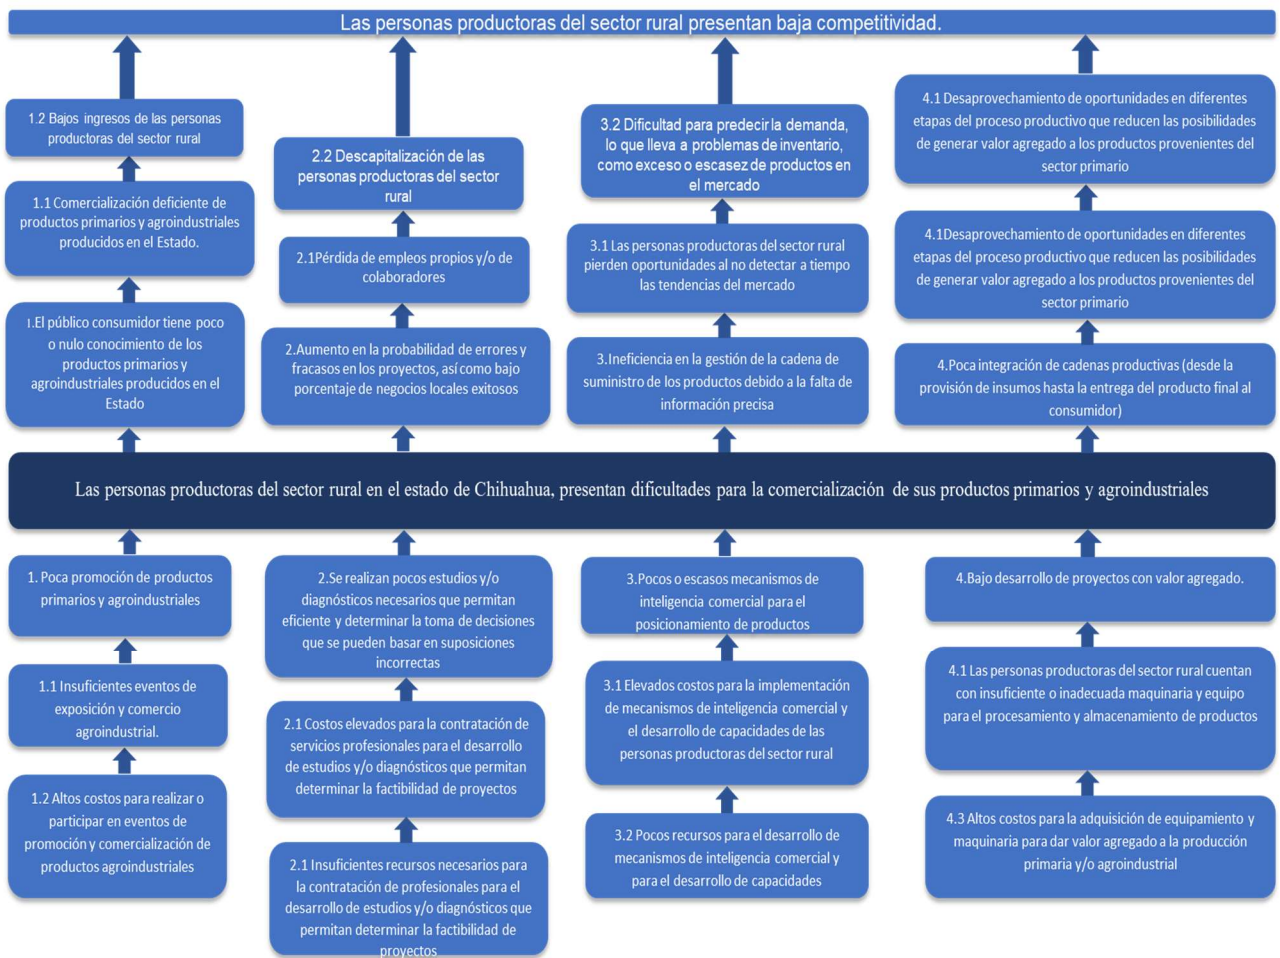 Las personas productoras del sector rural presentan baja competitividad.
1.2 Bajos ingresos de las personas
productoras del sector rural
1.1 Comercialización deficiente de
productos primarios y agroindustriales
producidos en el Estado.
1.El público consumidor tiene poco
o nulo conocimiento de los
productos primarios y
agroindustriales producidos en el
Estado
2.2 Descapitalización de las
personas productoras del sector
rural
2.1Pérdida de empleos propios y/o de
colaboradores
2.Aumento en la probabilidad de errores y
fracasos en los proyectos, así como bajo
porcentaje de negocios locales exitosos
3.2 Dificultad para predecir la demanda,
lo que lleva a problemas de inventario,
como exceso o escasez de productos en
el mercado
3.1 Las personas productoras del sector rural
pierden oportunidades al no detectar a tiempo
las tendencias del mercado
3.Ineficiencia en la gestión de la cadena de
suministro de los productos debido a la falta de
información precisa
4.1 Desaprovechamiento de oportunidades en diferentes
etapas del proceso productivo que reducen las posibilidades
de generar valor agregado a los productos provenientes del
sector primario
4.1Desaprovechamiento de oportunidades en diferentes
etapas del proceso productivo que reducen las posibilidades
de generar valor agregado a los productos provenientes del
sector primario
4.Poca integración de cadenas productivas (desde la
provisión de insumos hasta la entrega del producto final al
consumidor)
Las personas productoras del sector rural en el estado de Chihuahua, presentan dificultades para la comercialización de sus productos primarios y agroindustriales
1. Poca promoción de productos
primarios y agroindustriales
1.1 Insuficientes eventos de
exposición y comercio
agroindustrial.
1.2 Altos costos para realizar o
participar en eventos de
promoción y comercialización de
productos agroindustriales
2.Se realizan pocos estudios y/o
diagnósticos necesarios que permitan
eficiente y determinar la toma de decisiones
que se pueden basar en suposiciones
incorrectas
2.1 Costos elevados para la contratación de
servicios profesionales para el desarrollo
de estudios y/o diagnósticos que permitan
determinar la factibilidad de proyectos
2.1 Insuficientes recursos necesarios para
la contratación de profesionales para el
desarrollo de estudios y/o diagnósticos que
permitan determinar la factibilidad de
proyectos
3.Pocos o escasos mecanismos de
inteligencia comercial para el
posicionamiento de productos
3.1 Elevados costos para la implementación
de mecanismos de inteligencia comercial y
el desarrollo de capacidades de las
personas productoras del sector rural
3.2 Pocos recursos para el desarrollo de
mecanismos de inteligencia comercial y
para el desarrollo de capacidades
4.Bajo desarrollo de proyectos con valor agregado.
4.1 Las personas productoras del sector rural cuentan
con insuficiente o inadecuada maquinaria y equipo
para el procesamiento y almacenamiento de productos
4.3 Altos costos para la adquisición de equipamiento y
maquinaria para dar valor agregado a la producción
primaria y/o agroindustrial